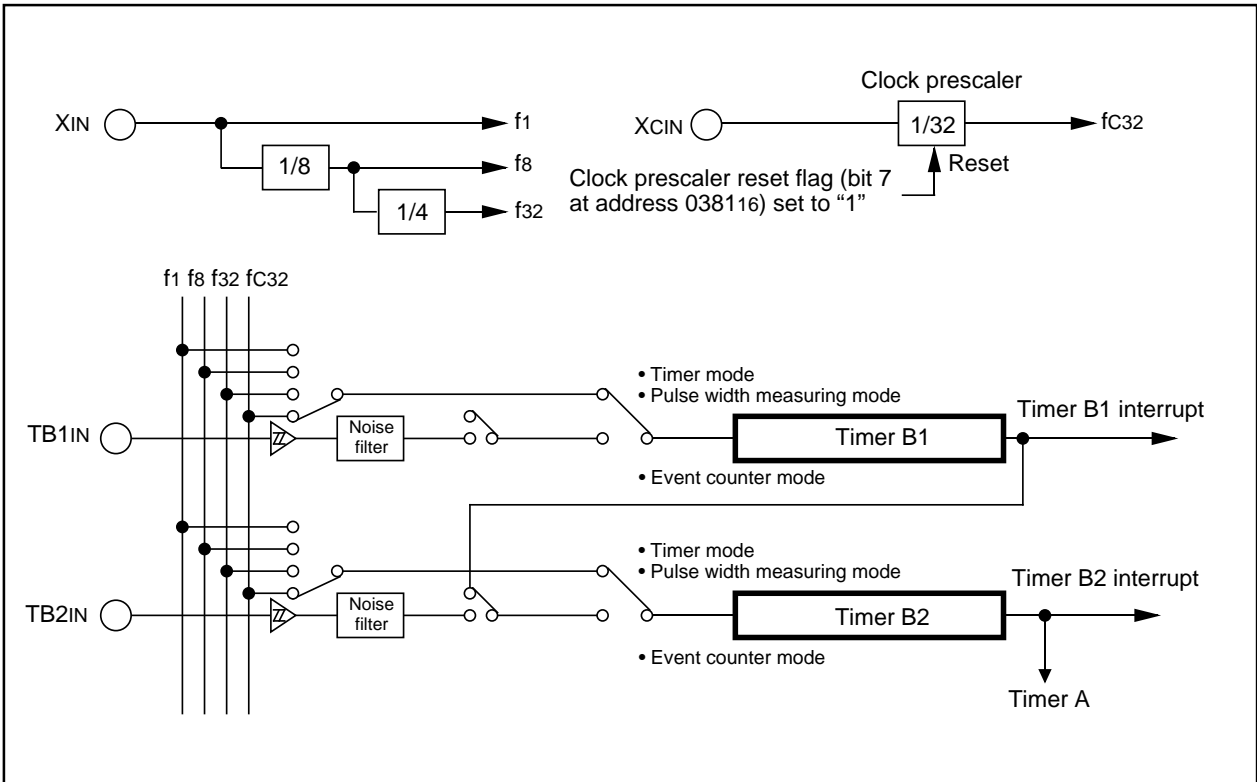 XIN
f1
1/8
f8
1/4
f32
Clock prescaler
XCIN
1/32
fC32
Reset
Clock prescaler reset flag (bit 7
at address 038116) set to “1”
f1 f8 f32 fC32
• Timer mode
• Pulse width measuring mode
TB1IN
Noise
filter
Timer B1
Timer B1 interrupt
• Event counter mode
• Timer mode
• Pulse width measuring mode
TB2IN
Noise
filter
Timer B2
Timer B2 interrupt
• Event counter mode
Timer A